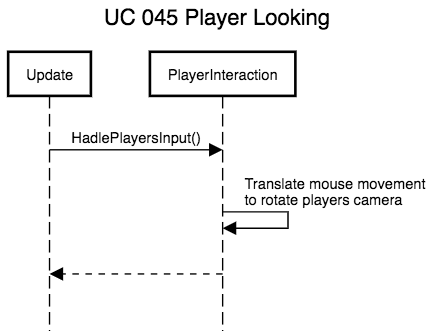 UC 045 Player Looking
Update
PlayerInteraction
HadlePlayersInput()
Translate mouse movement
to rotate players camera